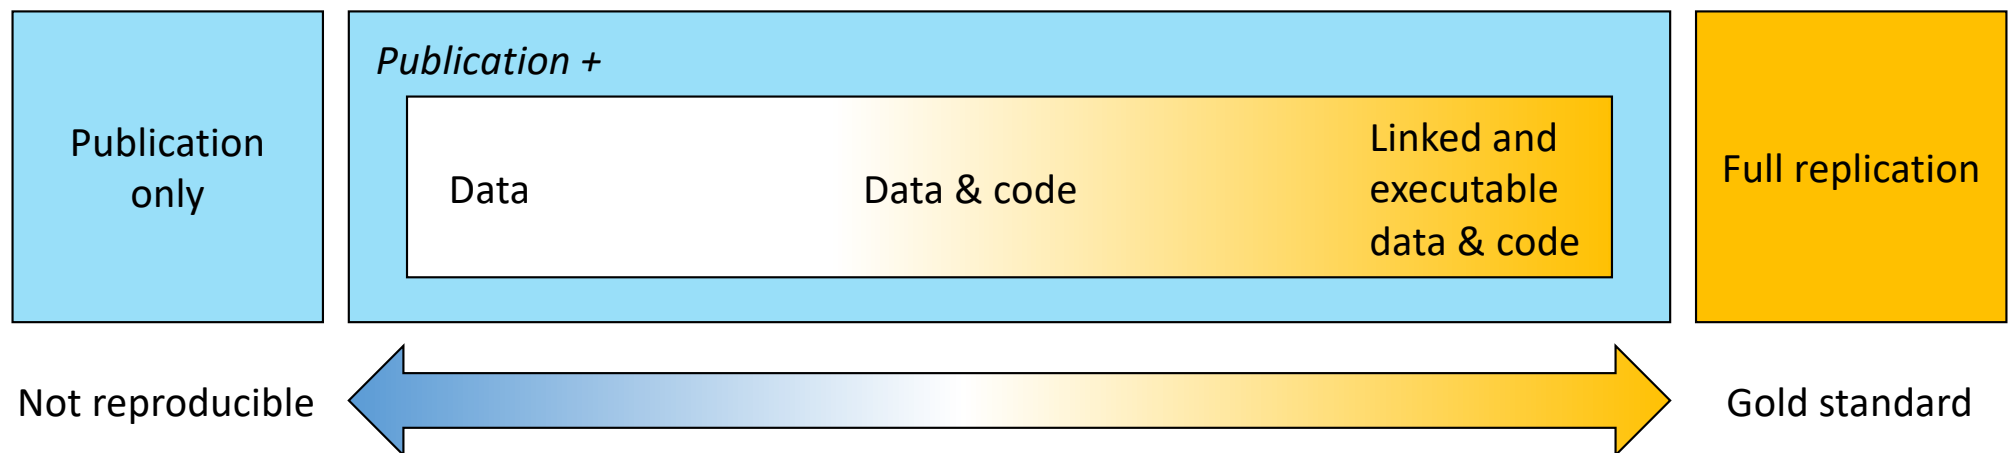 Publication
only
Publication +
Data
Data & code
Linked and
executable
data & code
Full replication
Not reproducible
Gold standard